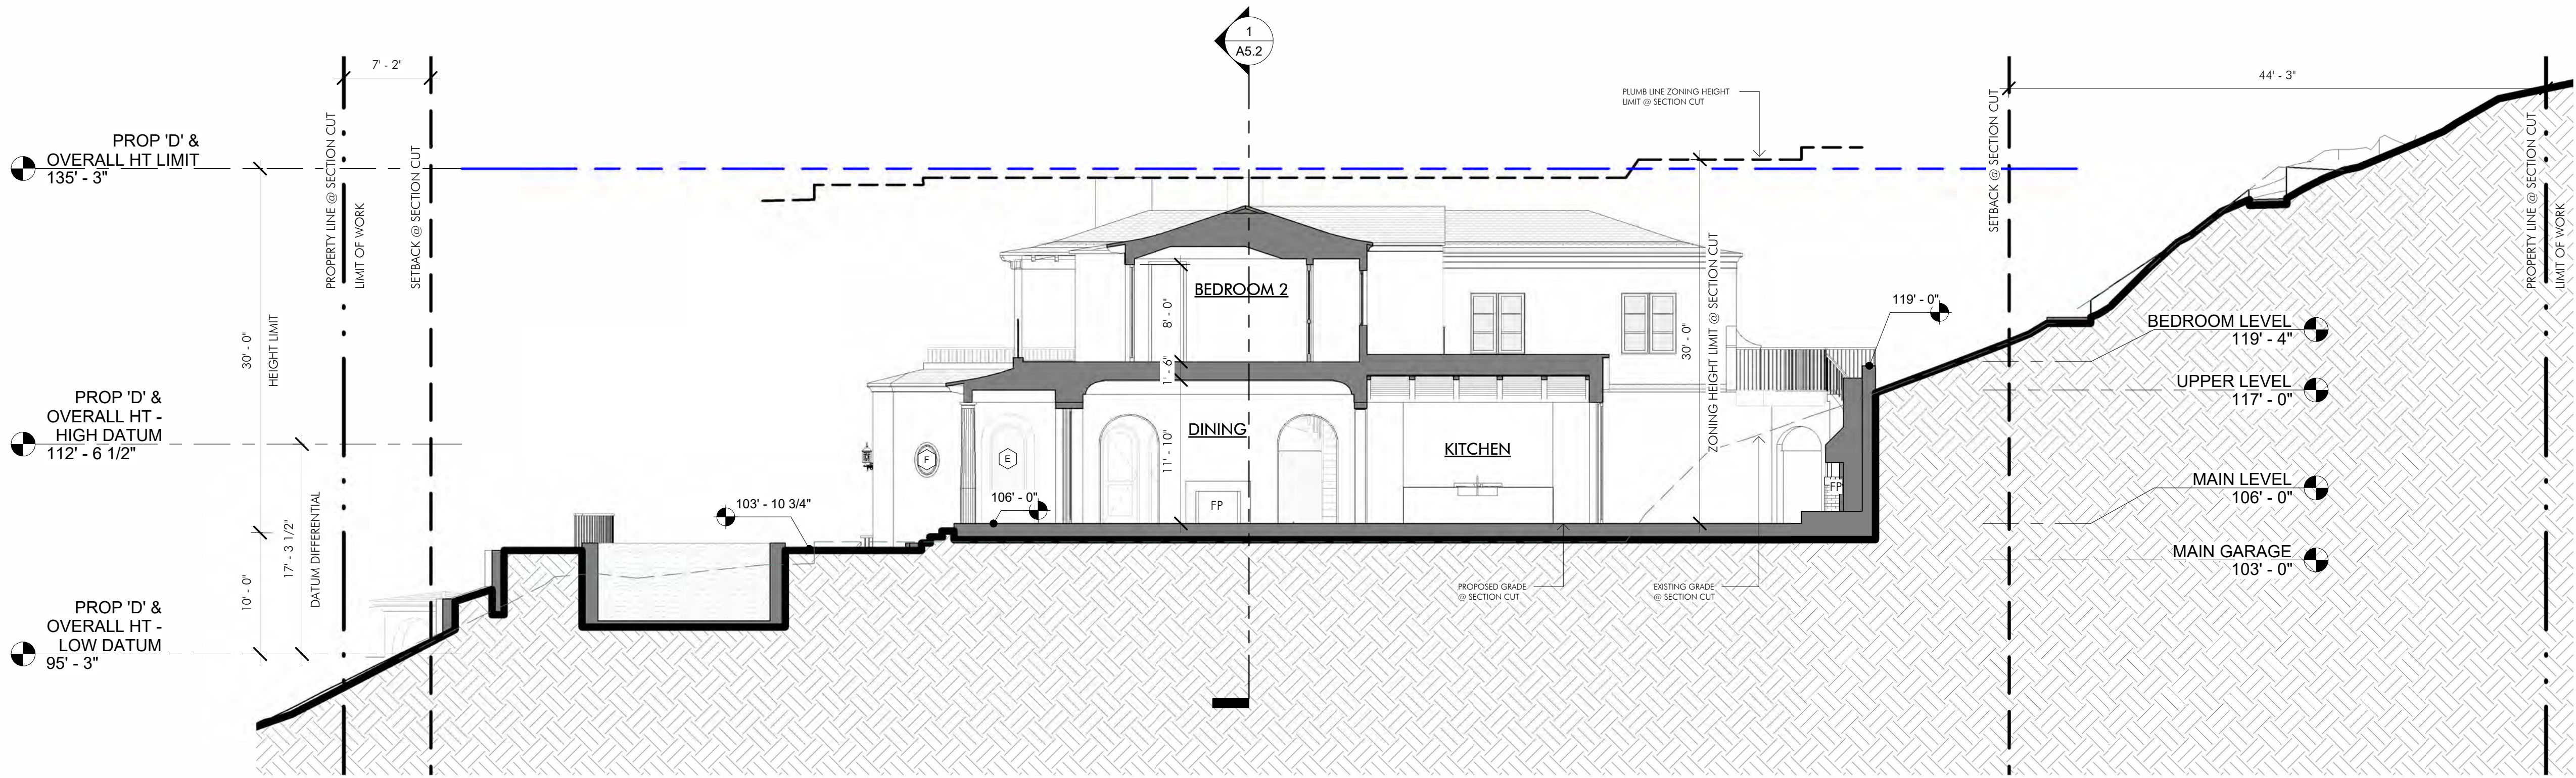 1
A5.2
7' - 2"
44' - 3"
PLUMB LINE ZONING HEIGHT
LIMIT @ SECTION CUT
PROP 'D' &
OVERALL HT LIMIT
135' - 3"
PROPERTY LINE @ SECTION CUT
LIMIT OF WORK
SETBACK @ SECTION CUT
SETBACK @ SECTION CUT
PROPERTY LINE @ SECTION CUT
LIMIT OF WORK
30' - 0"
HEIGHT LIMIT
BEDROOM 2
8' - 0"
1' - 6"
30' - 0"
ZONING HEIGHT LIMIT @ SECTION CUT
119' - 0"
BEDROOM LEVEL
119' - 4"
UPPER LEVEL
117' - 0"
PROP 'D' &
OVERALL HT -
HIGH DATUM
112' - 6 1/2"
DINING
11' - 10"
KITCHEN
F
E
FP
FP
106' - 0"
103' - 10 3/4"
MAIN LEVEL
106' - 0"
MAIN GARAGE
103' - 0"
17' - 3 1/2"
DATUM DIFFERENTIAL
10' - 0"
PROPOSED GRADE
@ SECTION CUT
EXISTING GRADE
@ SECTION CUT
PROP 'D' &
OVERALL HT -
LOW DATUM
95' - 3"